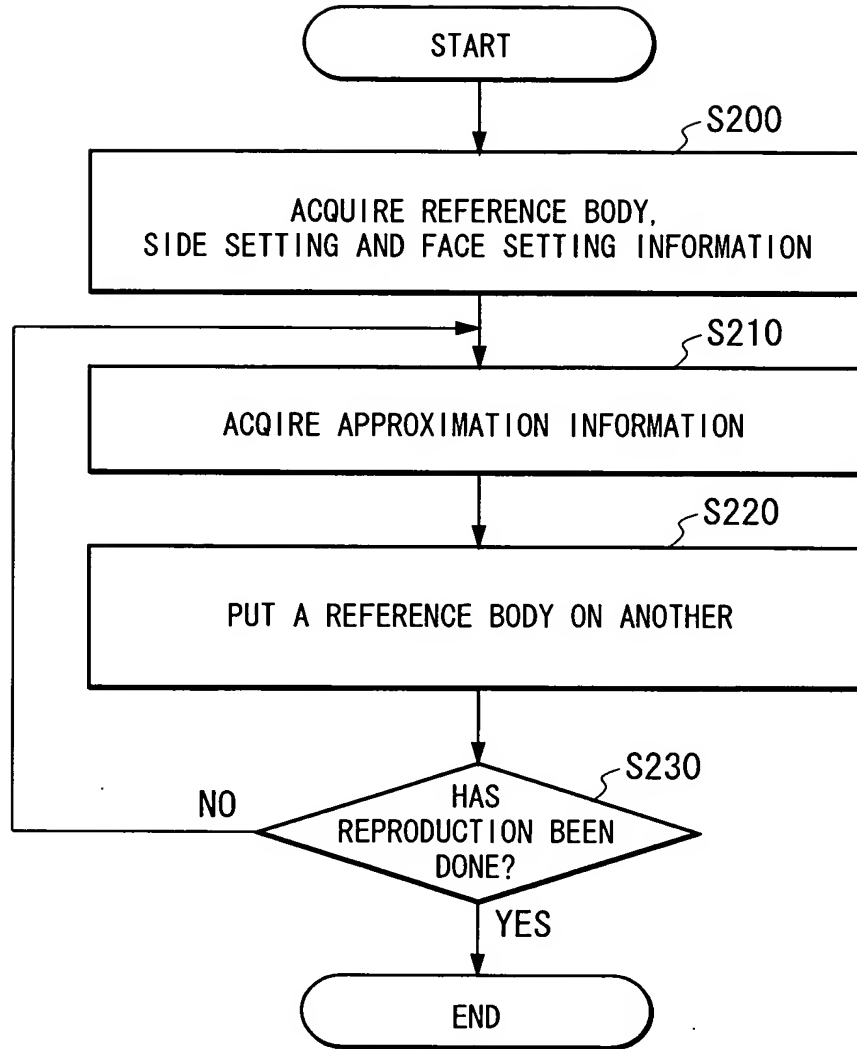 START
S200
ACQUIRE REFERENCE BODY,
SIDE SETTING AND FACE SETTING INFORMATION
S210
ACQIRE APPROXIMATION INFORMATION
S220
PUT A REFERENCE BODY ON ANOTHER
S230
HAS
REPRODUCTION BEEN
DONE?
NO
YES
END